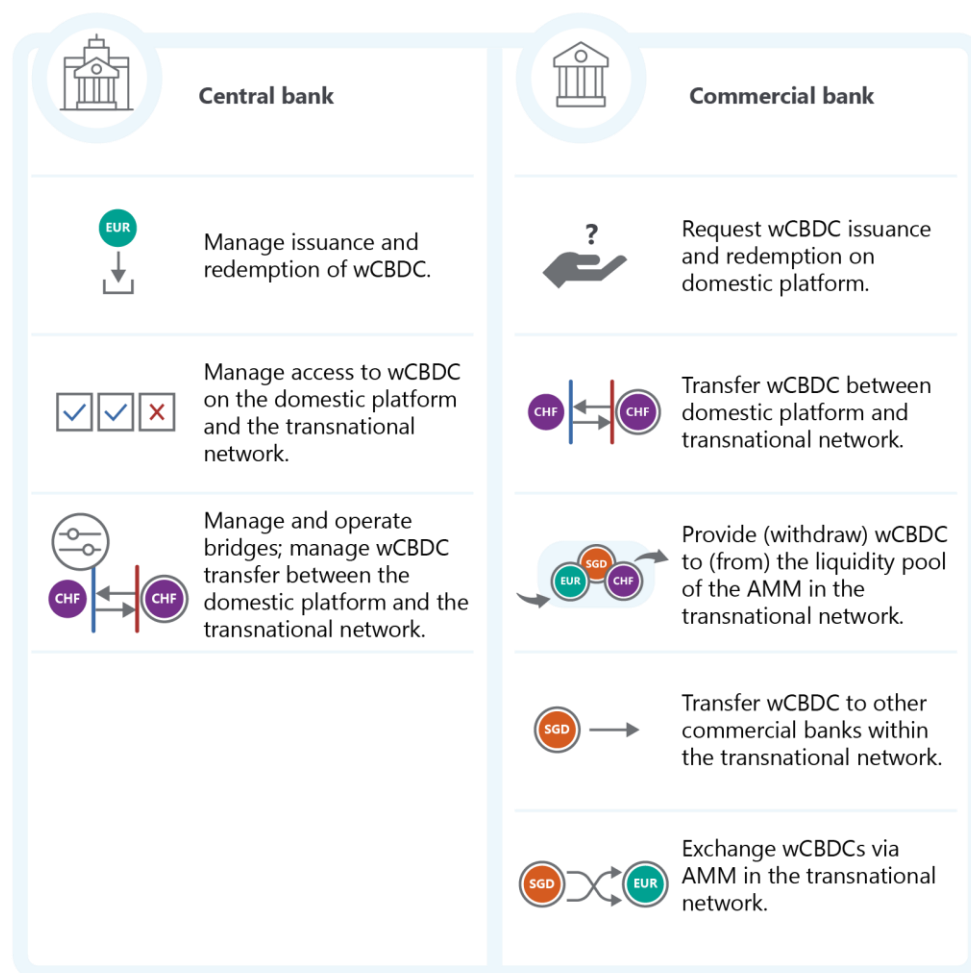 Central bank
EUR
Manage issuance and
redemption of wCBDC.
Manage access to wCBDC
on the domestic platform
and the transnational
network.
CHF
CHF
Manage and operate
bridges; manage wCBDC
transfer between the
domestic platform and the
transnational network.
Commercial bank
?
Request wCBDC issuance
and redemption on
domestic platform.
CHF
CHF
Transfer wCBDC between
domestic platform and
transnational network.
SGD
EUR
CHF
Provide (withdraw) wCBDC
to (from) the liquidity pool
of the AMM in the
transnational network.
SGD
Transfer wCBDC to other
commercial banks within
the transnational network.
SGD
EUR
Exchange wCBDCs via
AMM in the transnational
network.